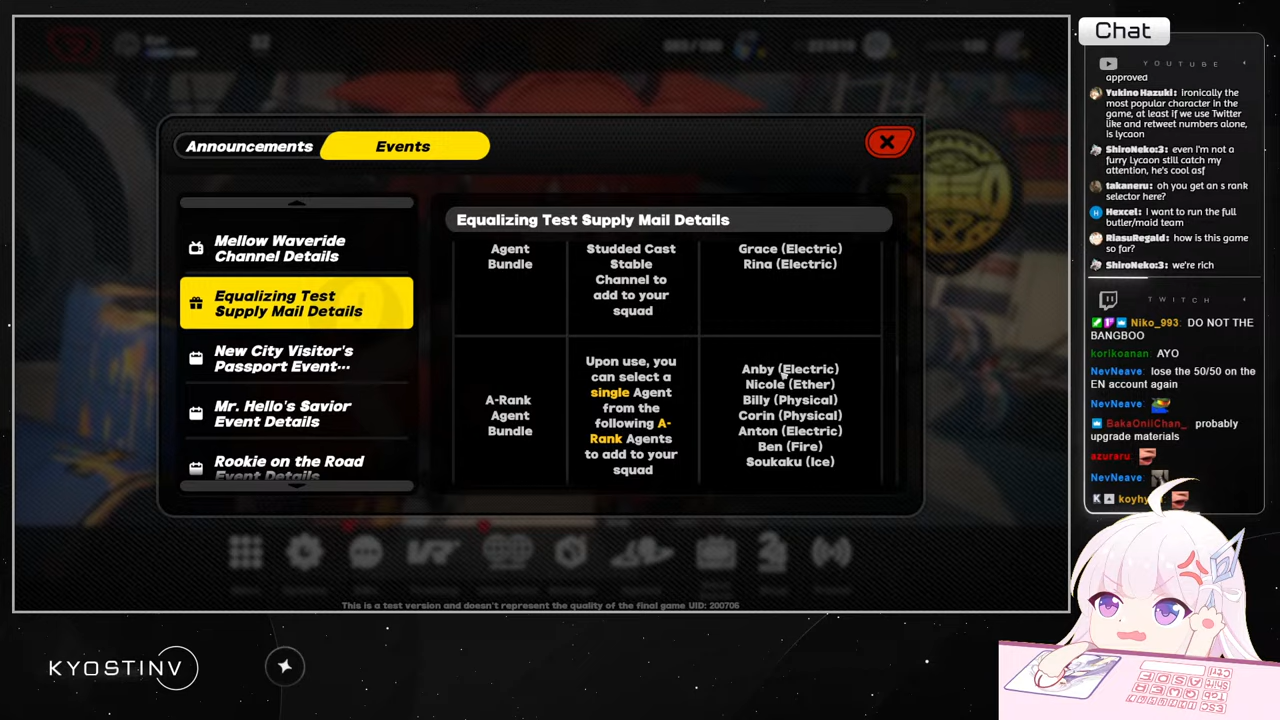 Announcements
Events
Mellow Waveride
Channel Details
Equalizing Test
Supply Mail Details
New City Visitor's
Passport Event...
Mr. Hello's Savior
Event Details
Rookie on the Road
Event Details
Equalizing Test Supply Mail Details
Agent
Bundle
Studded Cast
Stable
Channel to
add to your
squad
Grace (Electric)
Rina (Electric)
A-Rank
Agent
Bundle
Upon use, you
can select a
single Agent
from the
following A-
Rank Agents
to add to your
squad
Anby (Electric)
Nicole (Ether)
Billy (Physical)
Corin (Physical)
Anton (Electric)
Ben (Fire)
Soukaku (Ice)
This is a test version and doesn't represent the quality of the final game UID: 200706
KYOSTINV
Chat
YOUTUBE
approved
Yukino Hazuki: Ironically the
most popular character in the
game, at least if we use Twitter
like and retweet numbers alone,
is lycaon
ShiroNeko:3: even I'm not a
furry Lycaon still catch my
attention, he's cool asf
takaneru: oh you get an s rank
selector here?
Hexcel: I want to run the full
butler/maid team
RiasuRegald: how is this game
so far?
ShiroNeko:3: we're rich
TWITCH
Niko_993: DO NOT THE
BANGBOO
korikoanan: AYO
NevNeave: lose the 50/50 on the
EN account again
NevNeave:
BakaOniiChan_ probably
upgrade materials
azuraru:
NevNeave:
Ctrl
Shift
Tab
ESC